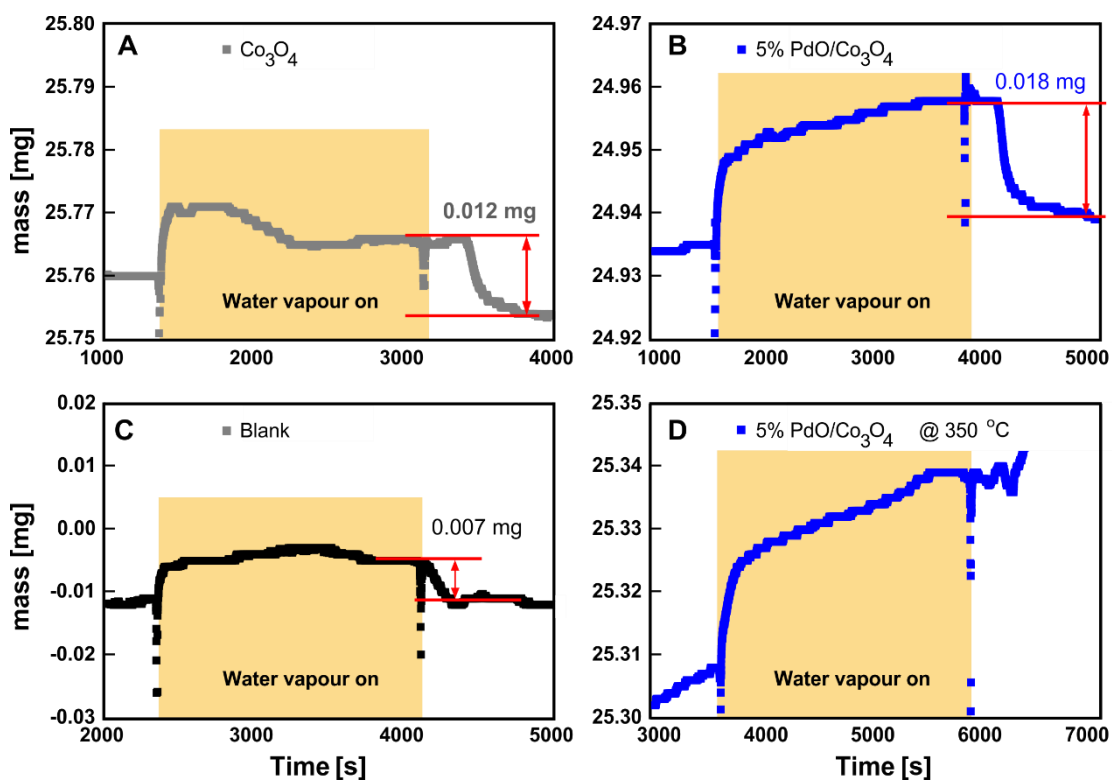 A
Co3O4
25.80
25.79
25.78
25.77
25.76
25.75
mass [mg]
0.012 mg
Water vapour on
1000 2000 3000 4000
B
5% PdO/Co3O4
24.97
24.96
24.95
24.94
24.93
24.92
0.018 mg
Water vapour on
1000 2000 3000 4000 5000
C
Blank
0.02
0.01
0.00
-0.01
-0.02
-0.03
mass [mg]
0.007 mg
Water vapour on
2000 3000 4000 5000
Time [s]
D
5% PdO/Co3O4 @ 350 °C
25.35
25.34
25.33
25.32
25.31
25.30
Water vapour on
3000 4000 5000 6000 7000
Time [s]